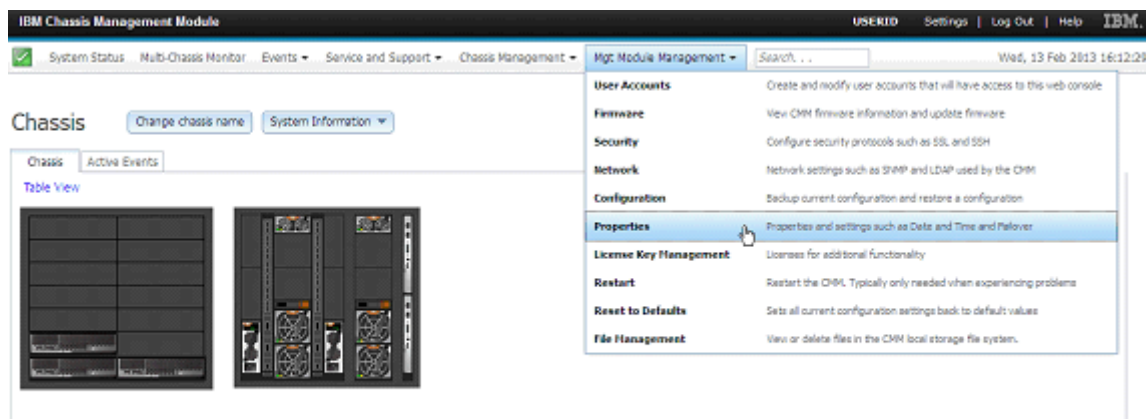 IBM Chassis Management Module USERID Settings | Log Out | Help IBM.
System Status Multi-Chassis Monitor Events Service and Support Chassis Management Mgt Module Management Search. . . Wed, 13 Feb 2013 16:12:29
User Accounts Create and modify user accounts that will have access to this web console
Firmware View CMM firmware information and update firmware
Security Configure security protocols such as SSL and SSH
Network Network settings such as SNMP and LDAP used by the CMM
Configuration Backup current configuration and restore a configuration
Properties Properties and settings such as Date and Time and Failover
License Key Management Licenses for additional functionality
Restart Restart the CMM. Typically only needed when experiencing problems
Reset to Defaults Sets all current configuration settings back to default values
File Management View or delete files in the CMM local storage file system.
Chassis Change chassis name System Information
Chassis Active Events
Table View